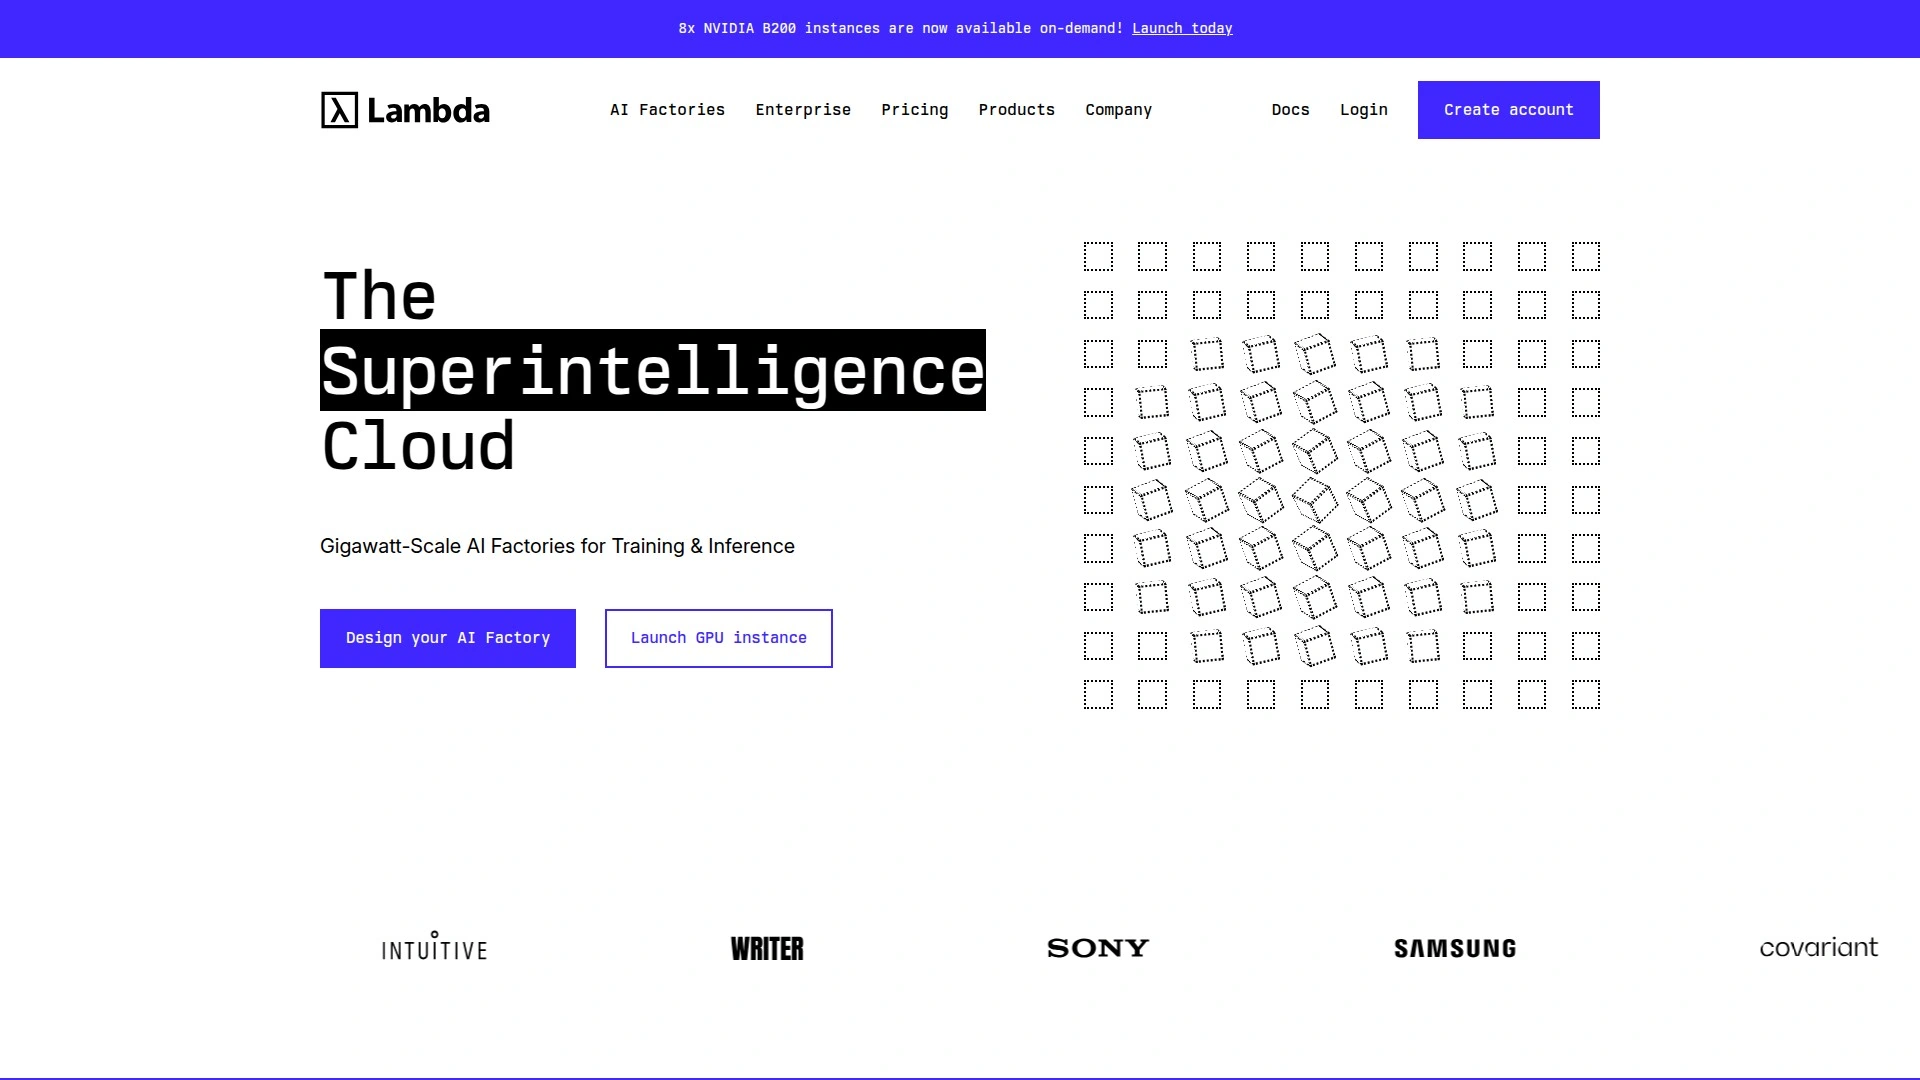 8x NVIDIA B200 instances are now available on-demand! Launch today
λ Lambda
AI Factories Enterprise Pricing Products Company Docs Login Create account
The
Superintelligence
Cloud
Gigawatt-Scale AI Factories for Training & Inference
Design your AI Factory Launch GPU instance
INTUITIVE WRITER SONY SAMSUNG covariant